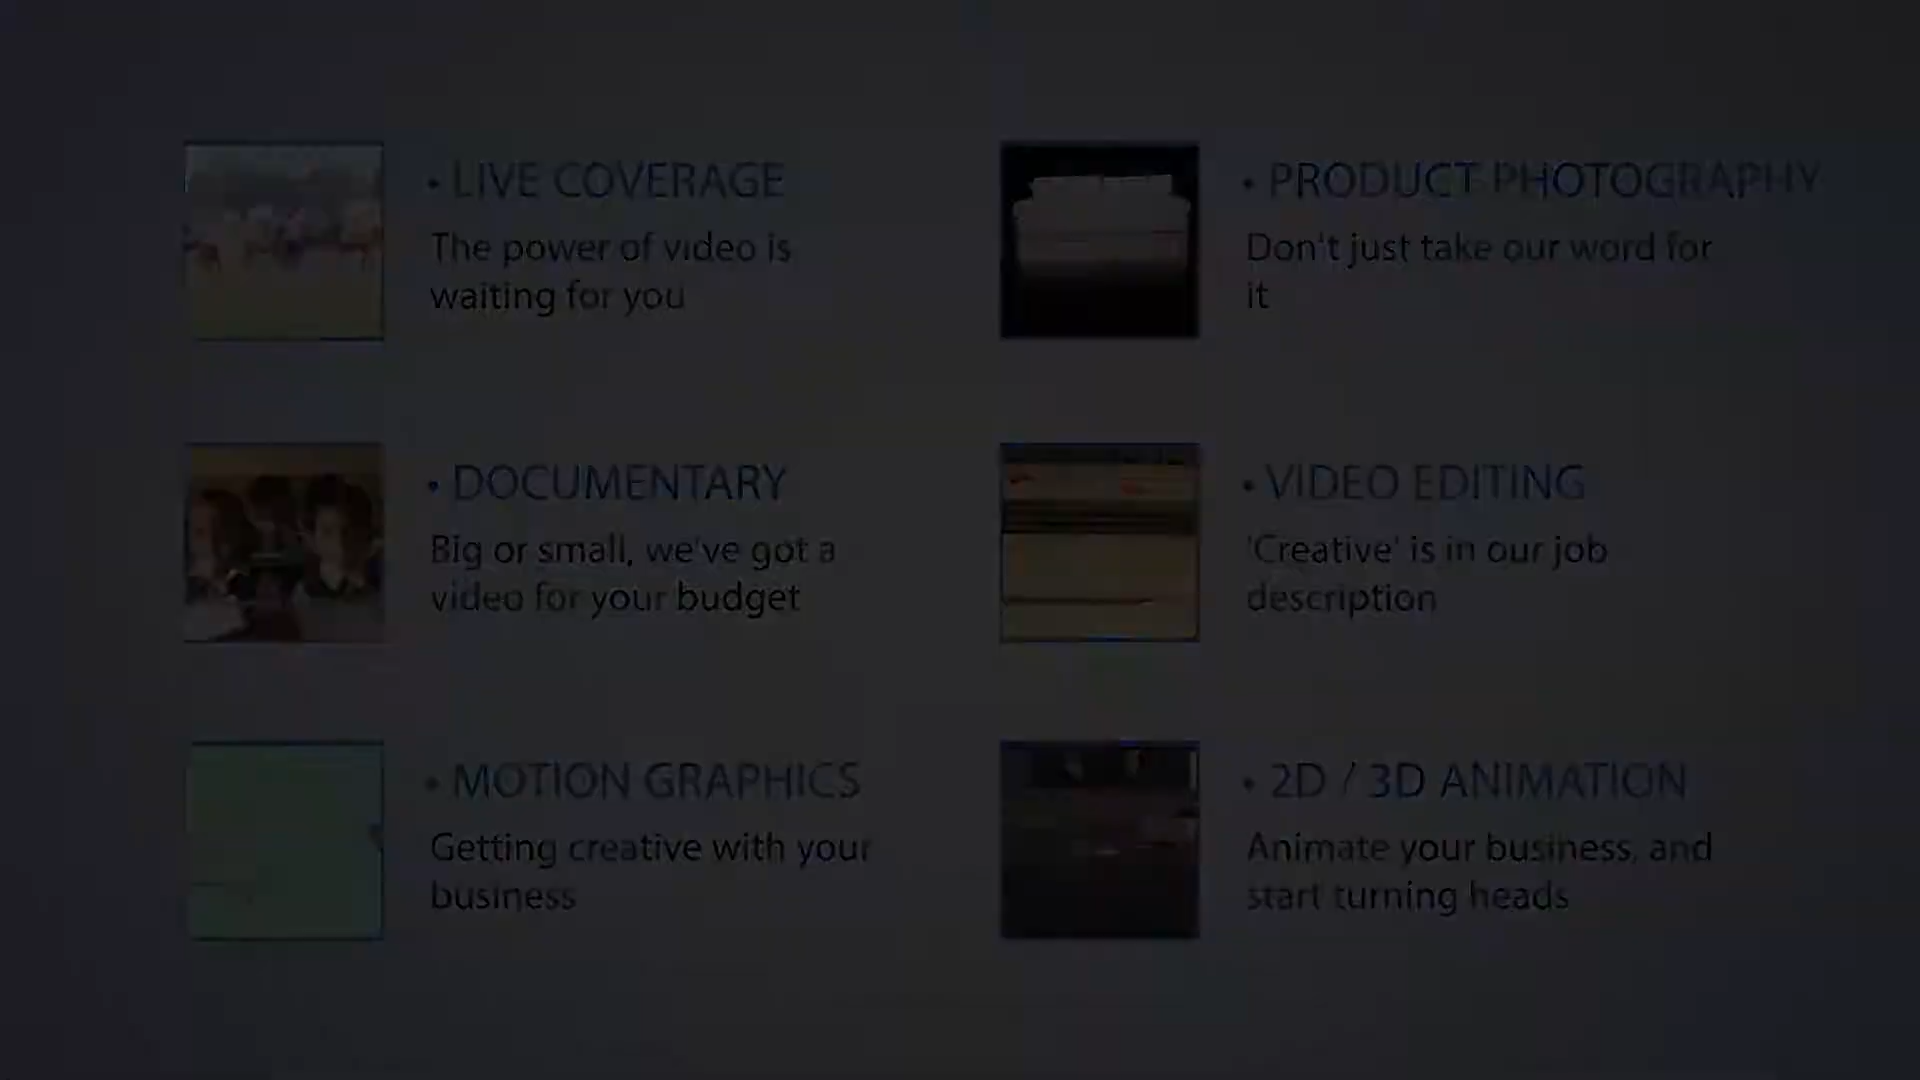 • LIVE COVERAGE
The power of video is
waiting for you
• PRODUCT PHOTOGRAPHY
Don't just take our word for
it
• DOCUMENTARY
Big or small, we've got a
video for your budget
• VIDEO EDITING
'Creative' is in our job
description
• MOTION GRAPHICS
Getting creative with your
business
• 2D / 3D ANIMATION
Animate your business, and
start turning heads